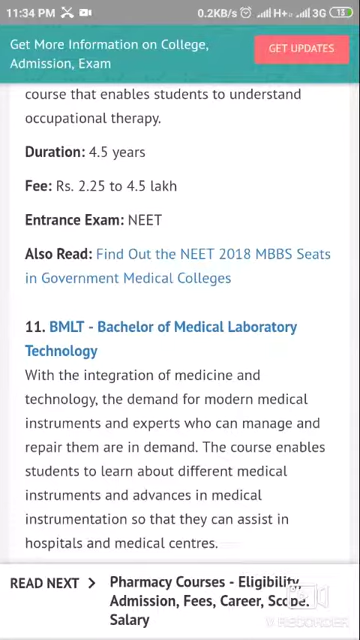 11:34 PM
0.2KB/s H+ 3G 13
Get More Information on College,
Admission, Exam
GET UPDATES
course that enables students to understand
occupational therapy.
Duration: 4.5 years
Fee: Rs. 2.25 to 4.5 lakh
Entrance Exam: NEET
Also Read: Find Out the NEET 2018 MBBS Seats
in Government Medical Colleges
11. BMLT - Bachelor of Medical Laboratory
Technology
With the integration of medicine and
technology, the demand for modern medical
instruments and experts who can manage and
repair them are in demand. The course enables
students to learn about different medical
instruments and advances in medical
instrumentation so that they can assist in
hospitals and medical centres.
READ NEXT
Pharmacy Courses - Eligibility,
Admission, Fees, Career, Scope,
Salary
RECORDER